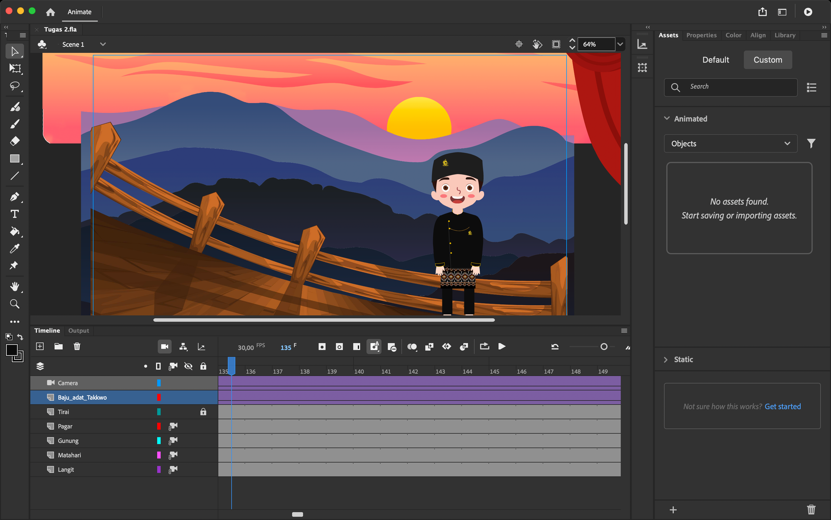 Animate
Tugas 2.fla
Scene 1
64%
Assets Properties Color Align Library
Default Custom
Search
Animated
Objects
No assets found.
Start saving or importing assets.
Static
Not sure how this works? Get started
Timeline Output
30,00 FPS 135 F
135 136 137 138 139 140 141 142 143 144 145 146 147 148 149
Camera
Baju_adat_Takkwo
Tirai
Pagar
Gunung
Matahari
Langit